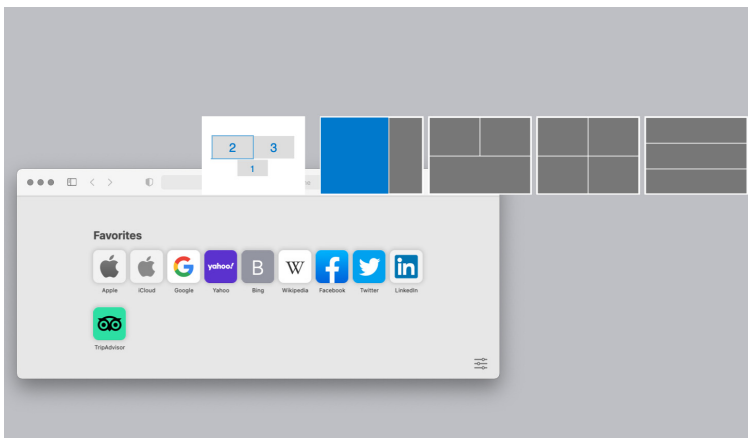 2 3
1
Favorites
yahoo! B W
Apple iCloud Google Yahoo Bing Wikipedia Facebook Twitter LinkedIn
TripAdvisor